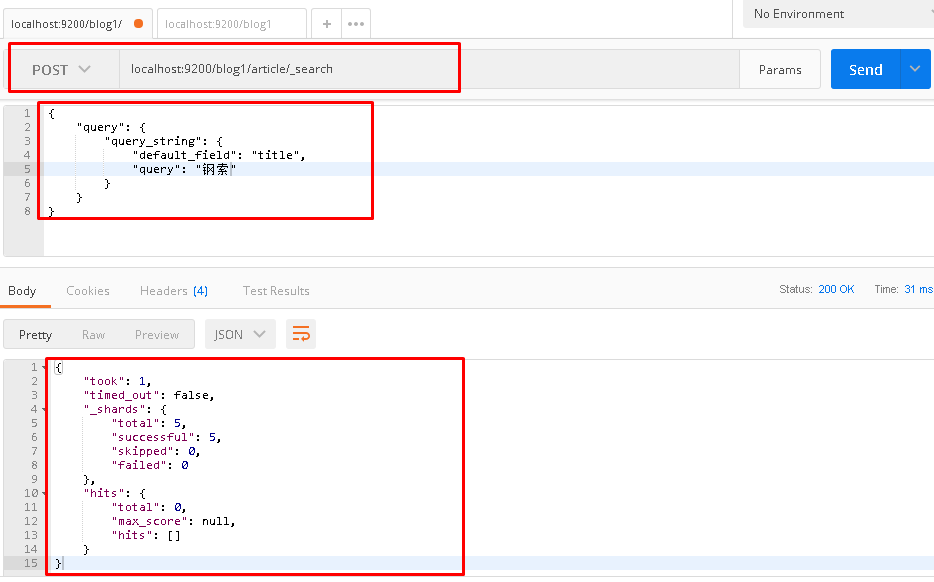 localhost:9200/blog1/ localhost:9200/blog1 + ••• No Environment
POST localhost:9200/blog1/article/_search Params Send
1 {
2 "query": {
3 "query_string": {
4 "default_field": "title",
5 "query": "钢索"
6 }
7 }
8 }
Body Cookies Headers (4) Test Results Status: 200 OK Time: 31 ms
Pretty Raw Preview JSON
1 {
2 "took": 1,
3 "timed_out": false,
4 "_shards": {
5 "total": 5,
6 "successful": 5,
7 "skipped": 0,
8 "failed": 0
9 },
10 "hits": {
11 "total": 0,
12 "max_score": null,
13 "hits": []
14 }
15 }